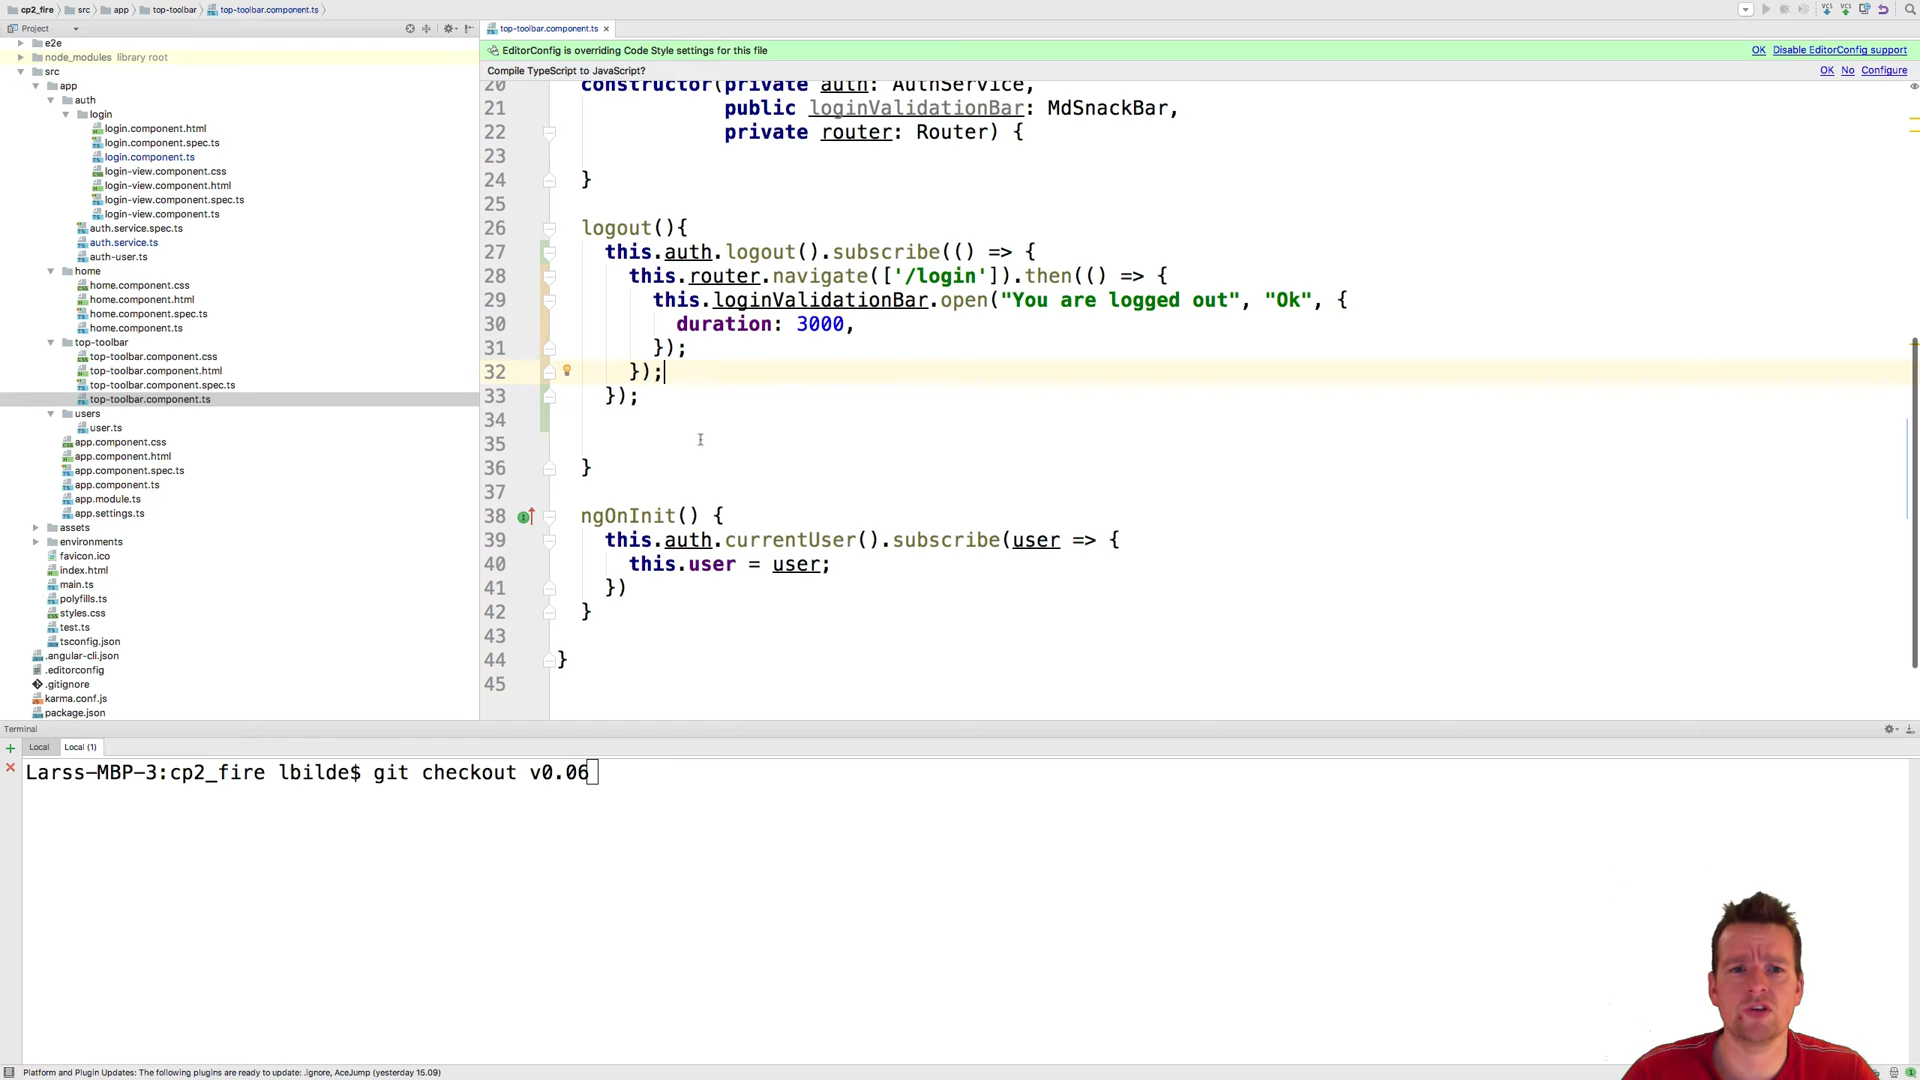 cp2_fire src app top-toolbar top-toolbar.component.ts
Project
top-toolbar.component.ts
e2e
node_modules library root
src
app
auth
login
login.component.html
login.component.spec.ts
login.component.ts
login-view.component.css
login-view.component.html
login-view.component.spec.ts
login-view.component.ts
auth.service.spec.ts
auth.service.ts
auth-user.ts
home
home.component.css
home.component.html
home.component.spec.ts
home.component.ts
top-toolbar
top-toolbar.component.css
top-toolbar.component.html
top-toolbar.component.spec.ts
top-toolbar.component.ts
users
user.ts
app.component.css
app.component.html
app.component.spec.ts
app.component.ts
app.module.ts
app.settings.ts
assets
environments
favicon.ico
index.html
main.ts
polyfills.ts
styles.css
test.ts
tsconfig.json
.angular-cli.json
.editorconfig
.gitignore
karma.conf.js
package.json
EditorConfig is overriding Code Style settings for this file OK Disable EditorConfig support
Compile TypeScript to JavaScript? OK No Configure
20 constructor(private auth: AuthService,
21 public loginValidationBar: MdSnackBar,
22 private router: Router) {
23
24 }
25
26 logout(){
27 this.auth.logout().subscribe(() => {
28 this.router.navigate(['/login']).then(() => {
29 this.loginValidationBar.open("You are logged out", "Ok", {
30 duration: 3000,
31 });
32 });
33 });
34
35
36 }
37
38 ngOnInit() {
39 this.auth.currentUser().subscribe(user => {
40 this.user = user;
41 })
42 }
43
44 }
45
Terminal
Local Local (1)
Larss-MBP-3:cp2_fire lbilde$ git checkout v0.06
Platform and Plugin Updates: The following plugins are ready to update: .ignore, AceJump (yesterday 15.09)